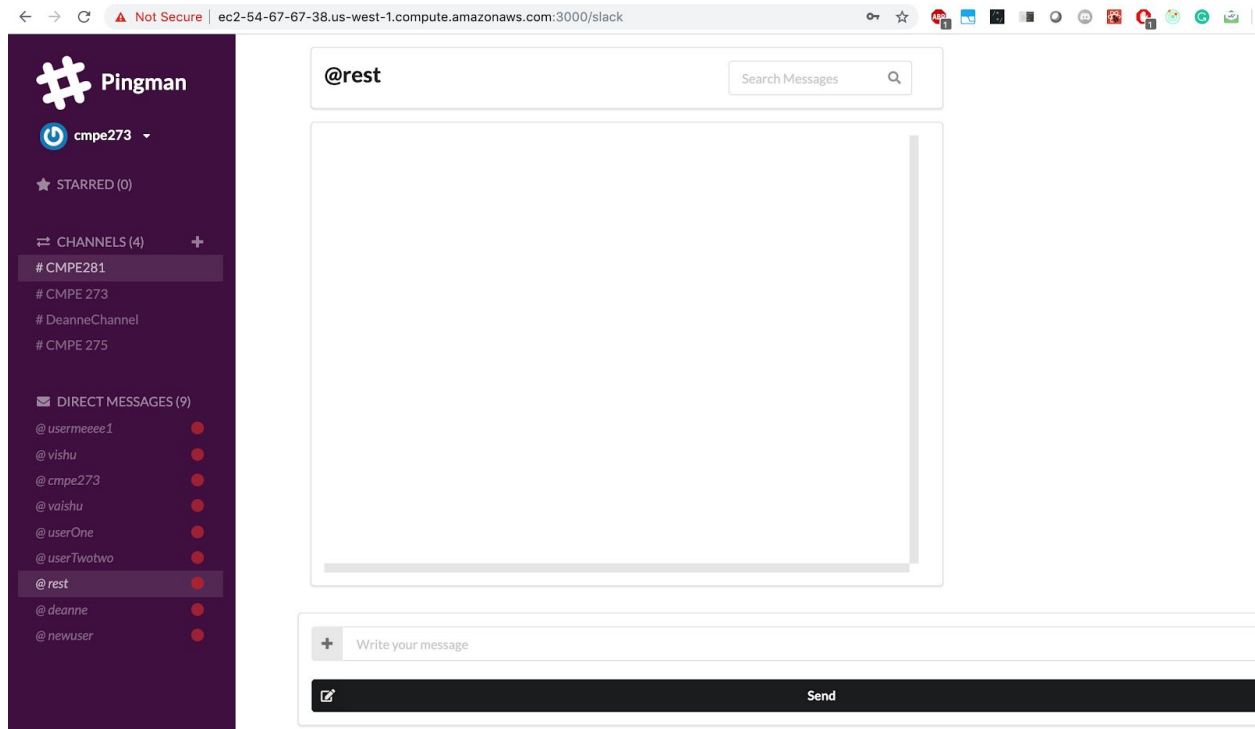 Not Secure | ec2-54-67-67-38.us-west-1.compute.amazonaws.com:3000/slack
Pingman
cmpe273
STARRED (0)
CHANNELS (4)
# CMPE281
# CMPE 273
# DeanneChannel
# CMPE 275
DIRECT MESSAGES (9)
@ usermeeee1
@ vishu
@ cmpe273
@ vaishu
@ userOne
@ userTwotwo
@ rest
@ deanne
@ newuser
@rest
Search Messages
Write your message
Send